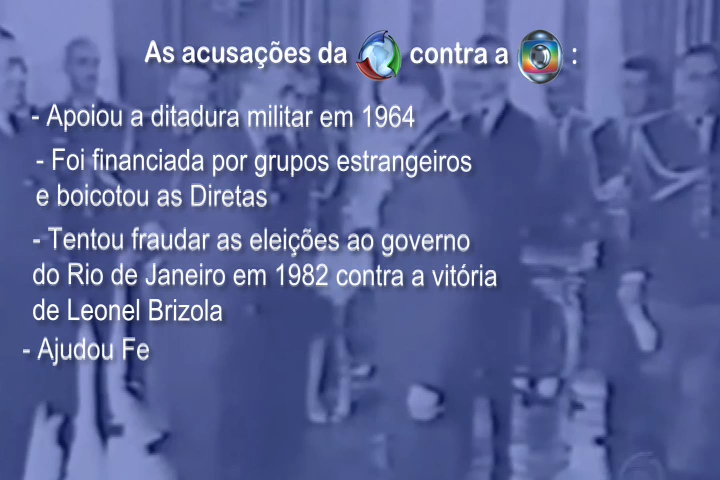 As acusações da contra a :
- Apoiou a ditadura militar em 1964
- Foi financiada por grupos estrangeiros
e boicotou as Diretas
- Tentou fraudar as eleições ao governo
do Rio de Janeiro em 1982 contra a vitória
de Leonel Brizola
- Ajudou Fe